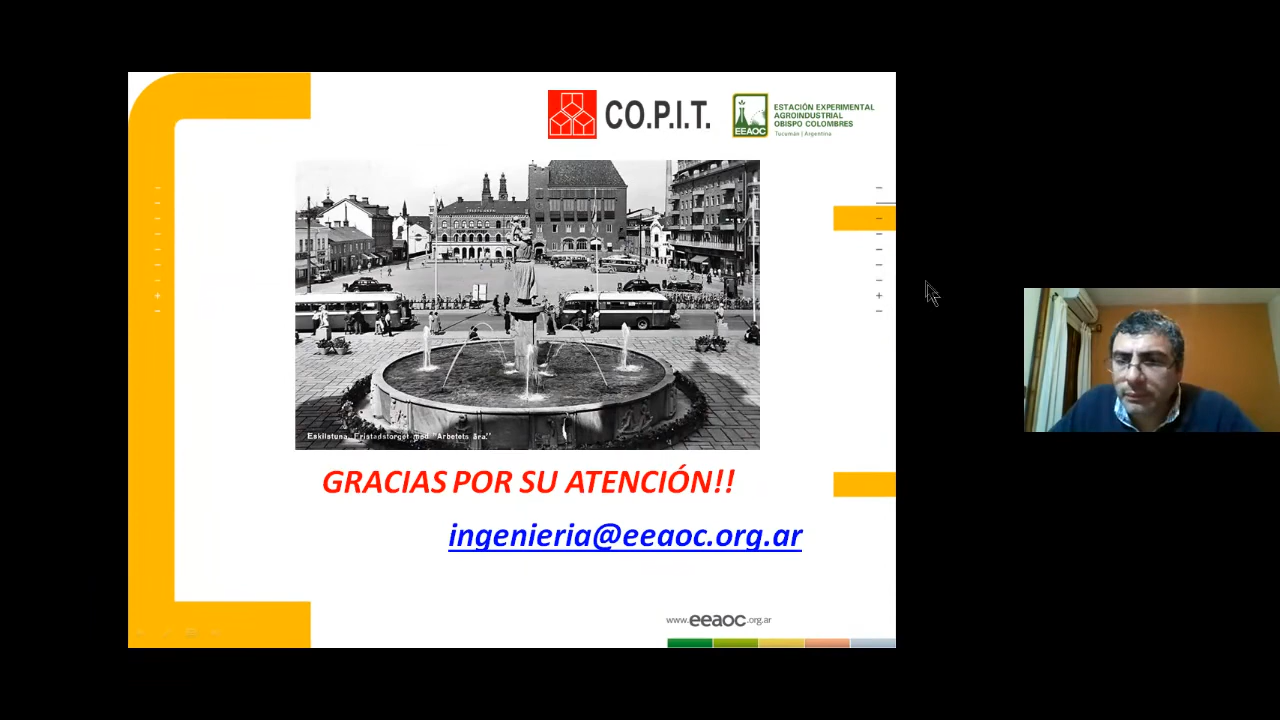 CO.P.I.T.
EEAOC
ESTACIÓN EXPERIMENTAL
AGROINDUSTRIAL
OBISPO COLOMBRES
Tucumán | Argentina
Eskilstuna. Fristadstorget med "Arbetets ära."
GRACIAS POR SU ATENCIÓN!!
ingenieria@eeaoc.org.ar
www.eeaoc.org.ar